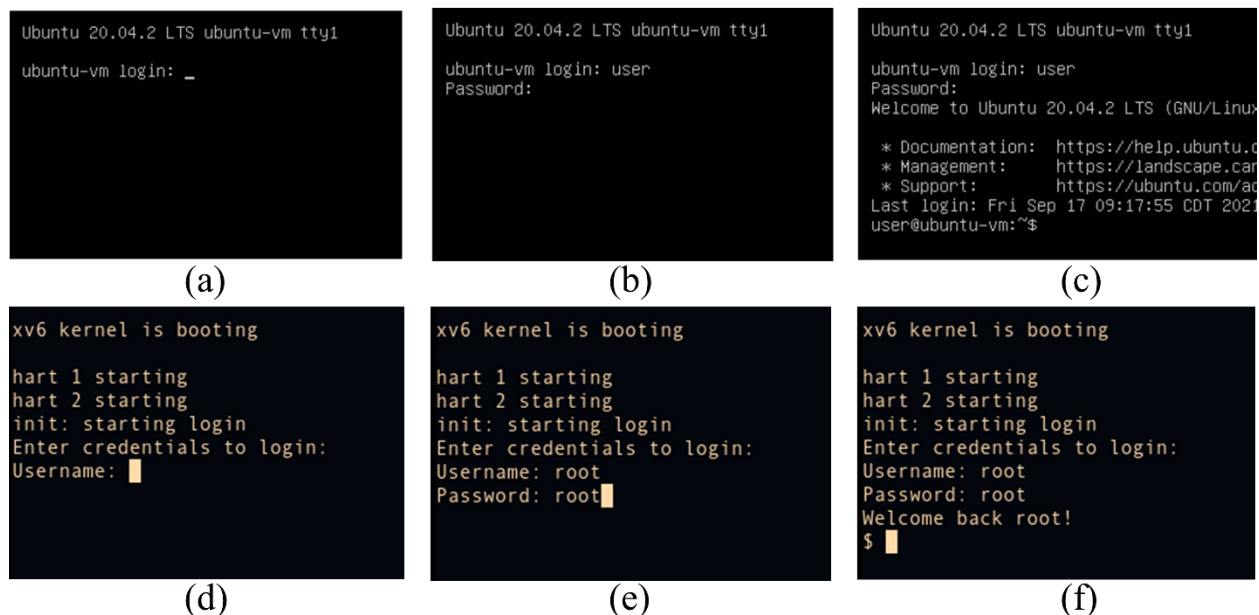 Ubuntu 20.04.2 LTS ubuntu-vm tty1
ubuntu-vm login: _
(a)
Ubuntu 20.04.2 LTS ubuntu-vm tty1
ubuntu-vm login: user
Password:
(b)
Ubuntu 20.04.2 LTS ubuntu-vm tty1
ubuntu-vm login: user
Password:
Welcome to Ubuntu 20.04.2 LTS (GNU/Linux
* Documentation: https://help.ubuntu.c
* Management: https://landscape.can
* Support: https://ubuntu.com/ad
Last login: Fri Sep 17 09:17:55 CDT 2021
user@ubuntu-vm:~$
(c)
xv6 kernel is booting
hart 1 starting
hart 2 starting
init: starting login
Enter credentials to login:
Username:
(d)
xv6 kernel is booting
hart 1 starting
hart 2 starting
init: starting login
Enter credentials to login:
Username: root
Password: root
(e)
xv6 kernel is booting
hart 1 starting
hart 2 starting
init: starting login
Enter credentials to login:
Username: root
Password: root
Welcome back root!
$
(f)